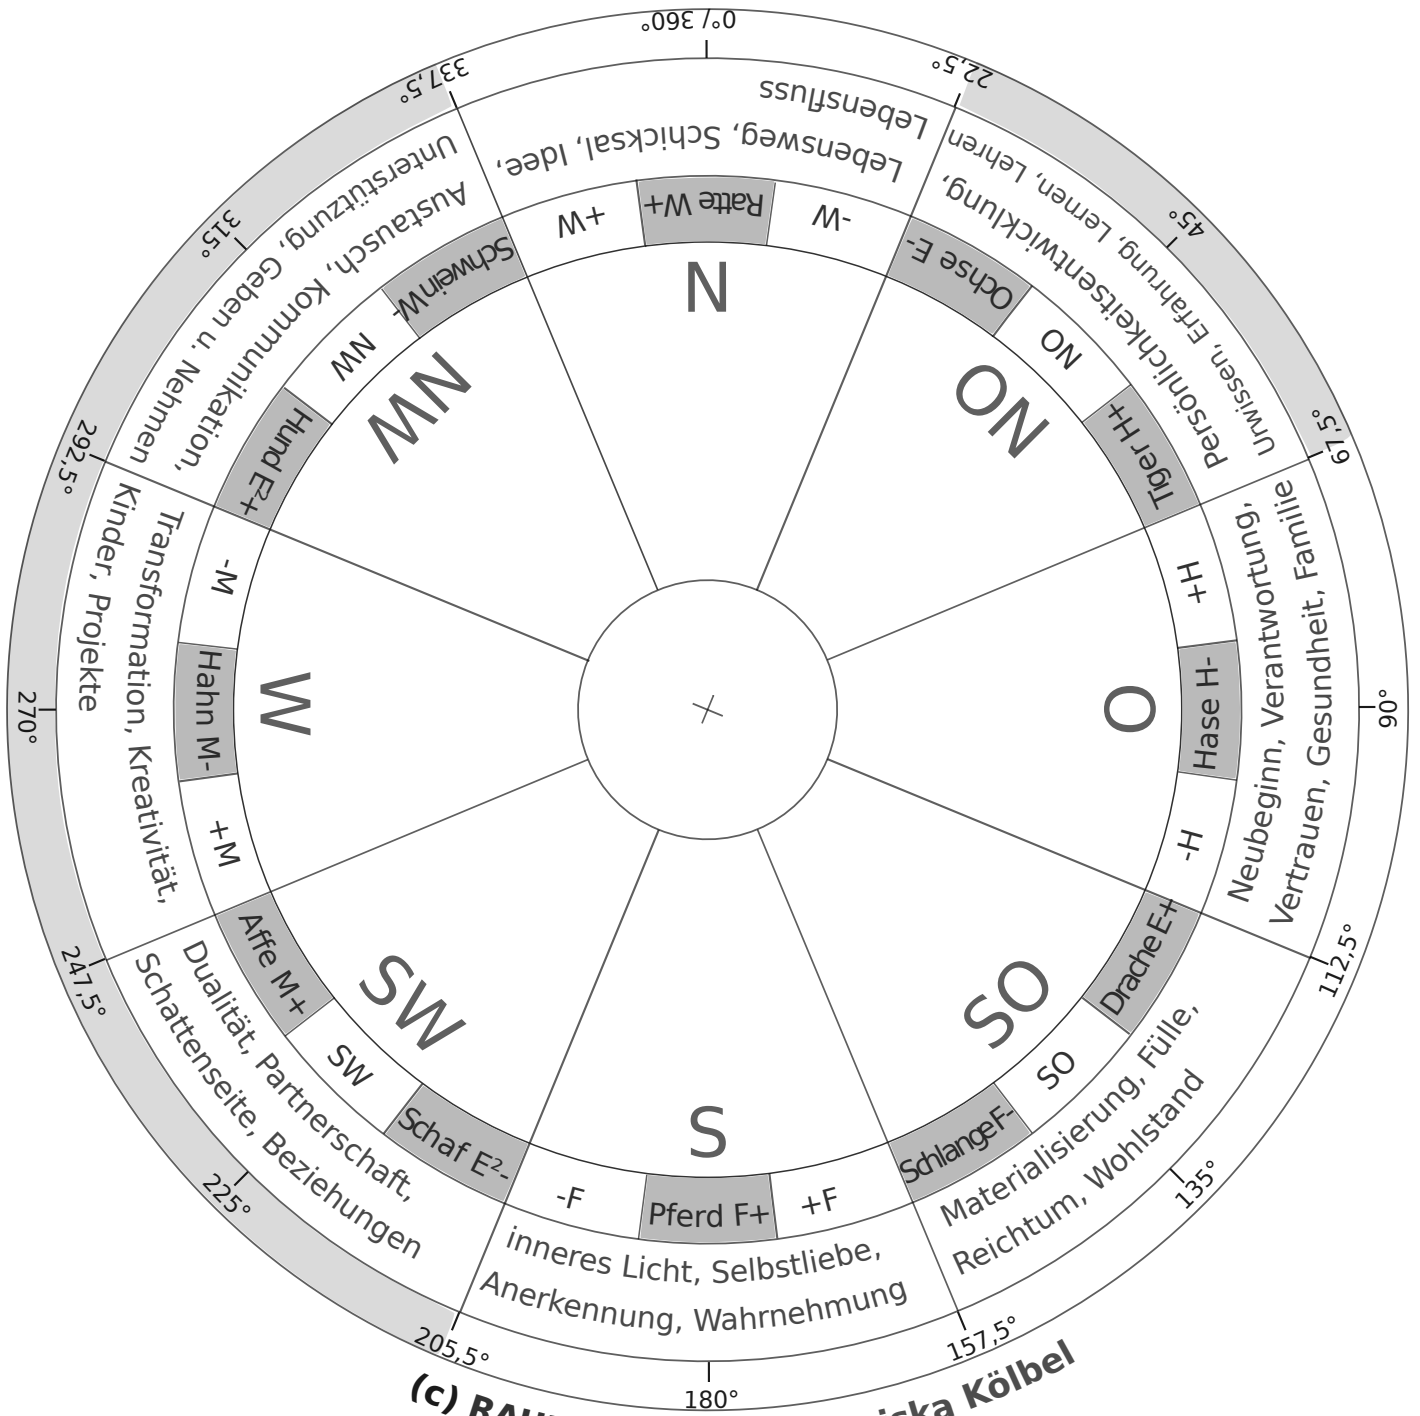 0°/ 360°
22,5°
45°
67,5°
90°
112,5°
135°
157,5°
180°
205,5°
225°
247,5°
270°
292,5°
315°
337,5°
Lebensweg, Schicksal, Idee,
Lebensfluss
-W
Ratte W+
+W
N
Persönlichkeitsentwicklung,
Urwissen, Erfahrung, Lernen, Lehren
Ochse E-
NO
Tiger H+
NO
Neubeginn, Verantwortung,
Vertrauen, Gesundheit, Familie
+H
Hase H-
-H
O
Materialisierung, Fülle,
Reichtum, Wohlstand
Drache E+
SO
Schlange F-
SO
inneres Licht, Selbstliebe,
Anerkennung, Wahrnehmung
+F
Pferd F+
-F
S
Dualität, Partnerschaft,
Schattenseite, Beziehungen
Schaf E²-
SW
Affe M+
SW
Transformation, Kreativität,
Kinder, Projekte
+M
Hahn M-
-M
W
Austausch, Kommunikation,
Unterstützung, Geben u. Nehmen
Hund E²+
NW
Schwein W-
NW
(c) Kölbel